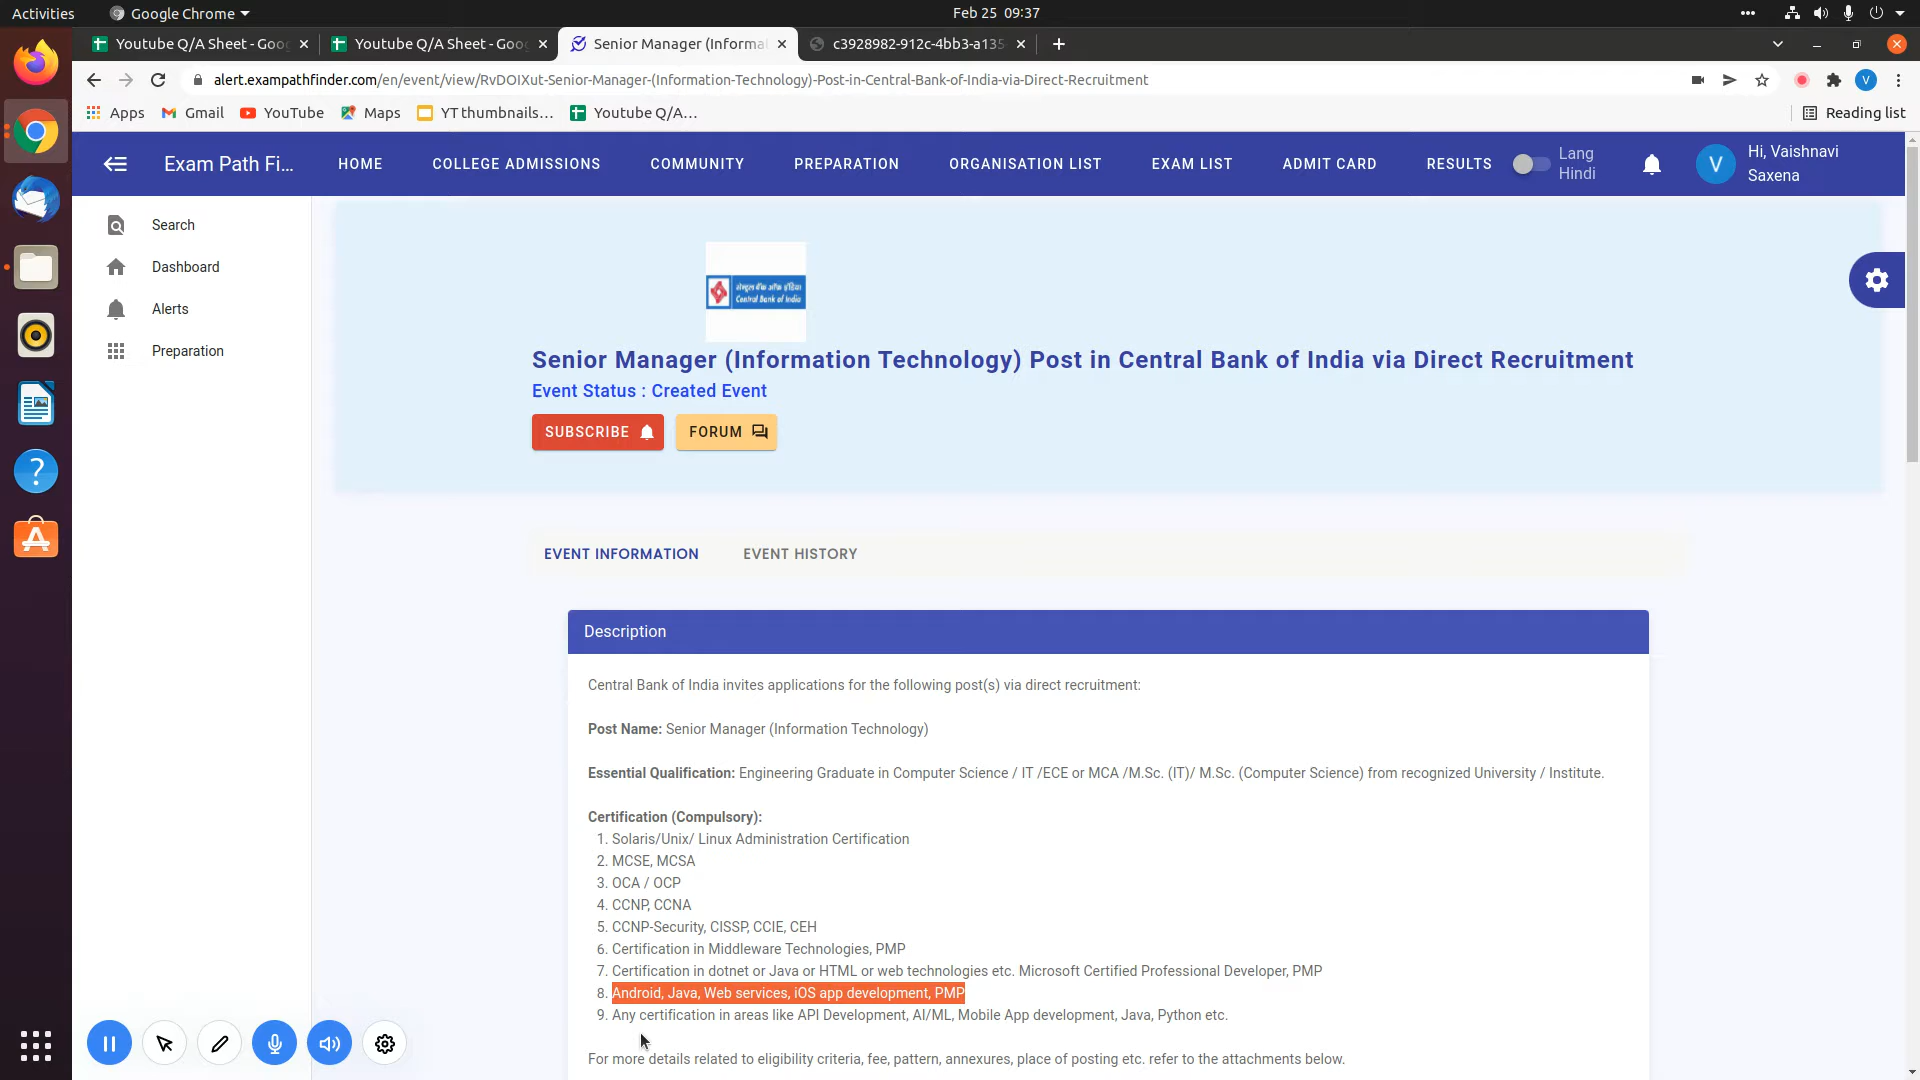 Activities
Google Chrome
Feb 25 09:37
Youtube Q/A Sheet - Goo
Youtube Q/A Sheet - Goo
Senior Manager (Informa
c3928982-912c-4bb3-a135
alert.exampathfinder.com/en/event/view/RvDOIXut-Senior-Manager-(Information-Technology)-Post-in-Central-Bank-of-India-via-Direct-Recruitment
V
Apps
Gmail
YouTube
Maps
YT thumbnails...
Youtube Q/A...
Reading list
Exam Path Fi...
HOME
COLLEGE ADMISSIONS
COMMUNITY
PREPARATION
ORGANISATION LIST
EXAM LIST
ADMIT CARD
RESULTS
Lang
Hindi
V
Hi, Vaishnavi
Saxena
Search
Dashboard
Alerts
Preparation
सेन्ट्रल बैंक ऑफ इंडिया
Central Bank of India
Senior Manager (Information Technology) Post in Central Bank of India via Direct Recruitment
Event Status : Created Event
SUBSCRIBE
FORUM
EVENT INFORMATION
EVENT HISTORY
Description
Central Bank of India invites applications for the following post(s) via direct recruitment:
Post Name: Senior Manager (Information Technology)
Essential Qualification: Engineering Graduate in Computer Science / IT /ECE or MCA /M.Sc. (IT)/ M.Sc. (Computer Science) from recognized University / Institute.
Certification (Compulsory):
1. Solaris/Unix/ Linux Administration Certification
2. MCSE, MCSA
3. OCA / OCP
4. CCNP, CCNA
5. CCNP-Security, CISSP, CCIE, CEH
6. Certification in Middleware Technologies, PMP
7. Certification in dotnet or Java or HTML or web technologies etc. Microsoft Certified Professional Developer, PMP
8. Android, Java, Web services, iOS app development, PMP
9. Any certification in areas like API Development, AI/ML, Mobile App development, Java, Python etc.
For more details related to eligibility criteria, fee, pattern, annexures, place of posting etc. refer to the attachments below.